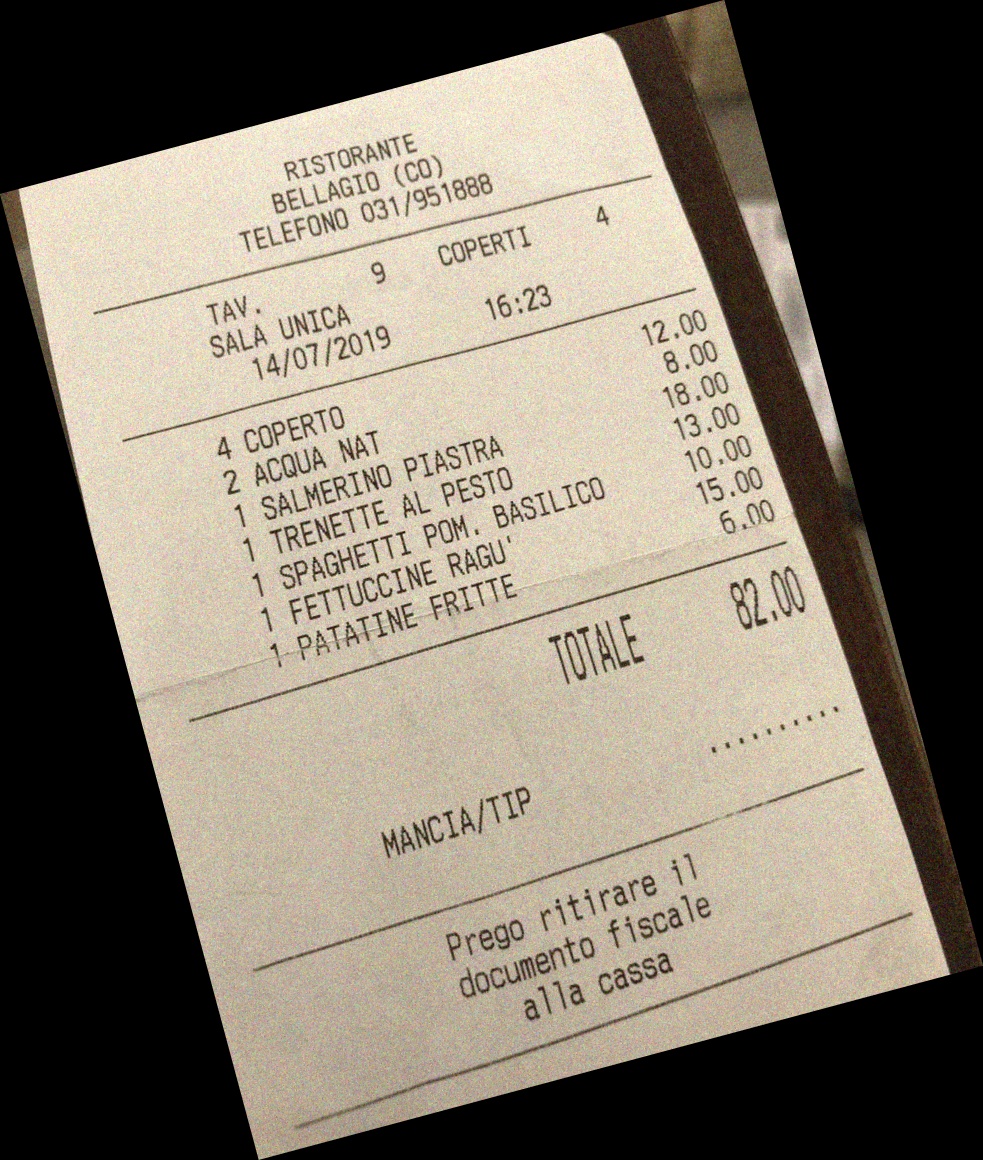 RISTORANTE
BELLAGIO (CO)
TELEFONO 031/951888
TAV. 9 COPERTI 4
SALA UNICA
14/07/2019 16:23
4 COPERTO 12.00
2 ACQUA NAT 8.00
1 SALMERINO PIASTRA 18.00
1 TRENETTE AL PESTO 13.00
1 SPAGHETTI POM. BASILICO 10.00
1 FETTUCCINE RAGU' 15.00
1 PATATINE FRITTE 6.00
TOTALE 82.00
MANCIA/TIP ..........
Prego ritirare il
documento fiscale
alla cassa